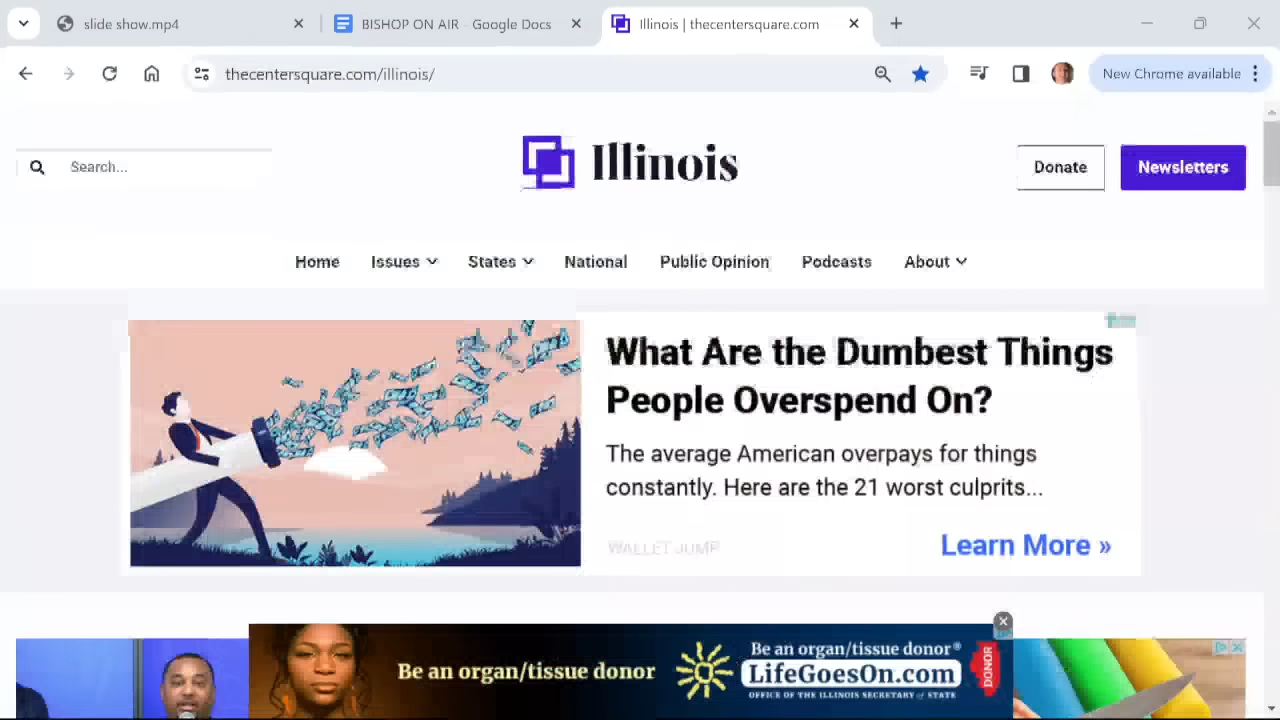 slide show.mp4
BISHOP ON AIR - Google Docs
Illinois | thecentersquare.com
thecentersquare.com/illinois/
New Chrome available
Search...
Illinois
Donate
Newsletters
Home
Issues
States
National
Public Opinion
Podcasts
About
What Are the Dumbest Things
People Overspend On?
The average American overpays for things
constantly. Here are the 21 worst culprits...
WALLET JUMP
Learn More »
Be an organ/tissue donor
Be an organ/tissue donor®
LifeGoesOn.com
OFFICE OF THE ILLINOIS SECRETARY of STATE
DONOR